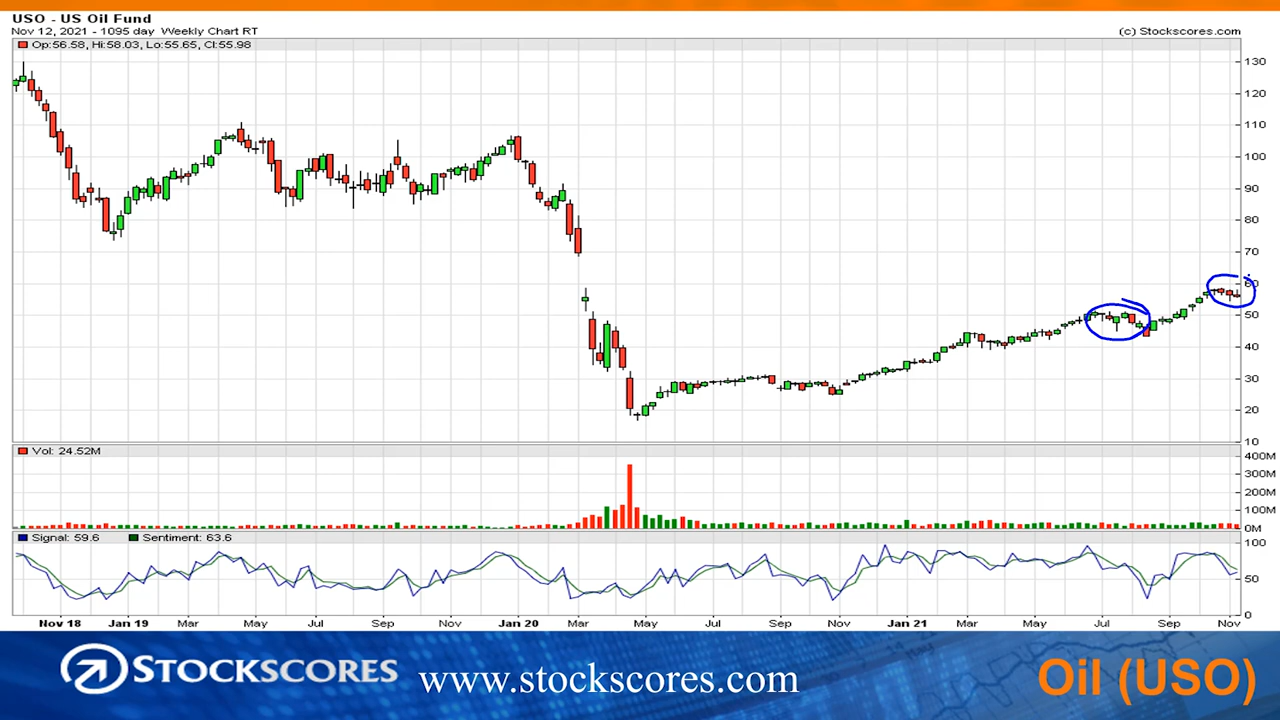 USO - US Oil Fund
Nov 12, 2021 - 1095 day Weekly Chart RT
(c) Stockscores.com
Op:56.58, Hi:58.03, Lo:55.65, Cl:55.98
130
120
110
100
90
80
70
60
50
40
30
20
10
Vol: 24.52M
400M
300M
200M
100M
0M
Signal: 59.6 Sentiment: 63.6
100
50
0
Nov 18 Jan 19 Mar May Jul Sep Nov Jan 20 Mar May Jul Sep Nov Jan 21 Mar May Jul Sep Nov
STOCKSCORES
www.stockscores.com
Oil (USO)